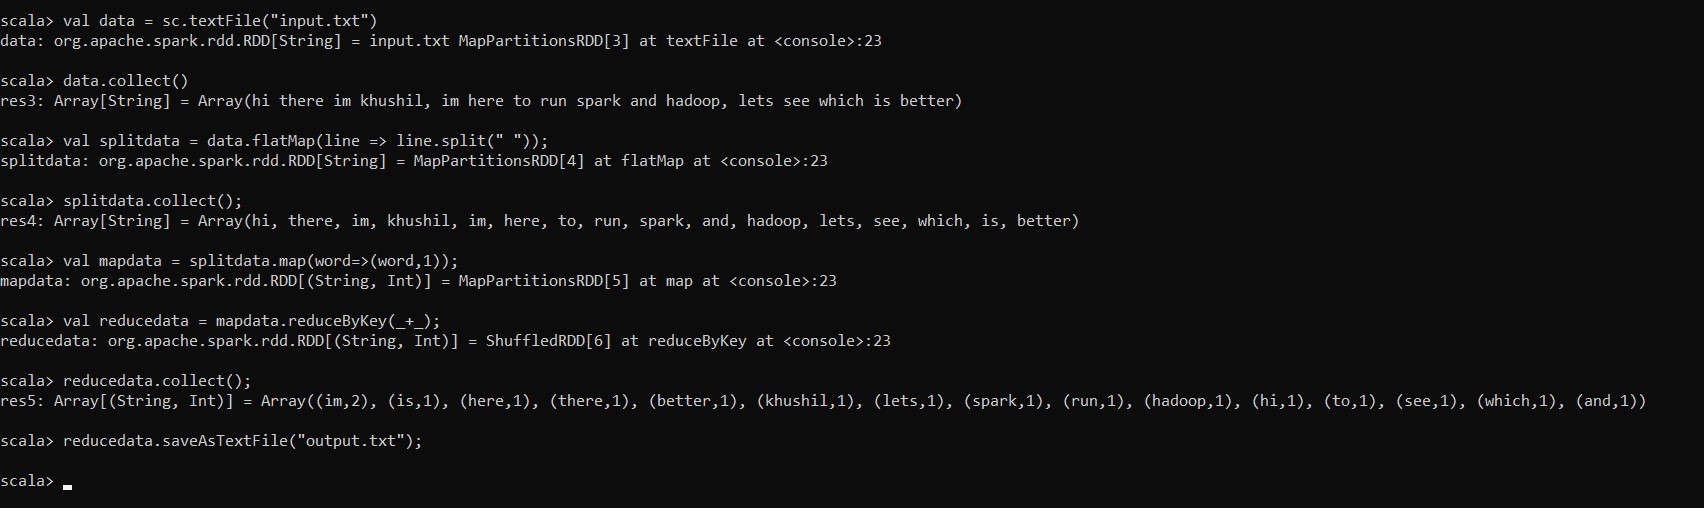 scala> val data = sc.textFile("input.txt")
data: org.apache.spark.rdd.RDD[String] = input.txt MapPartitionsRDD[3] at textFile at <console>:23
scala> data.collect()
res3: Array[String] = Array(hi there im khushil, im here to run spark and hadoop, lets see which is better)
scala> val splitdata = data.flatMap(line => line.split(" "));
splitdata: org.apache.spark.rdd.RDD[String] = MapPartitionsRDD[4] at flatMap at <console>:23
scala> splitdata.collect();
res4: Array[String] = Array(hi, there, im, khushil, im, here, to, run, spark, and, hadoop, lets, see, which, is, better)
scala> val mapdata = splitdata.map(word=>(word,1));
mapdata: org.apache.spark.rdd.RDD[(String, Int)] = MapPartitionsRDD[5] at map at <console>:23
scala> val reducedata = mapdata.reduceByKey(_+_);
reducedata: org.apache.spark.rdd.RDD[(String, Int)] = ShuffledRDD[6] at reduceByKey at <console>:23
scala> reducedata.collect();
res5: Array[(String, Int)] = Array((im,2), (is,1), (here,1), (there,1), (better,1), (khushil,1), (lets,1), (spark,1), (run,1), (hadoop,1), (hi,1), (to,1), (see,1), (which,1), (and,1))
scala> reducedata.saveAsTextFile("output.txt");
scala>